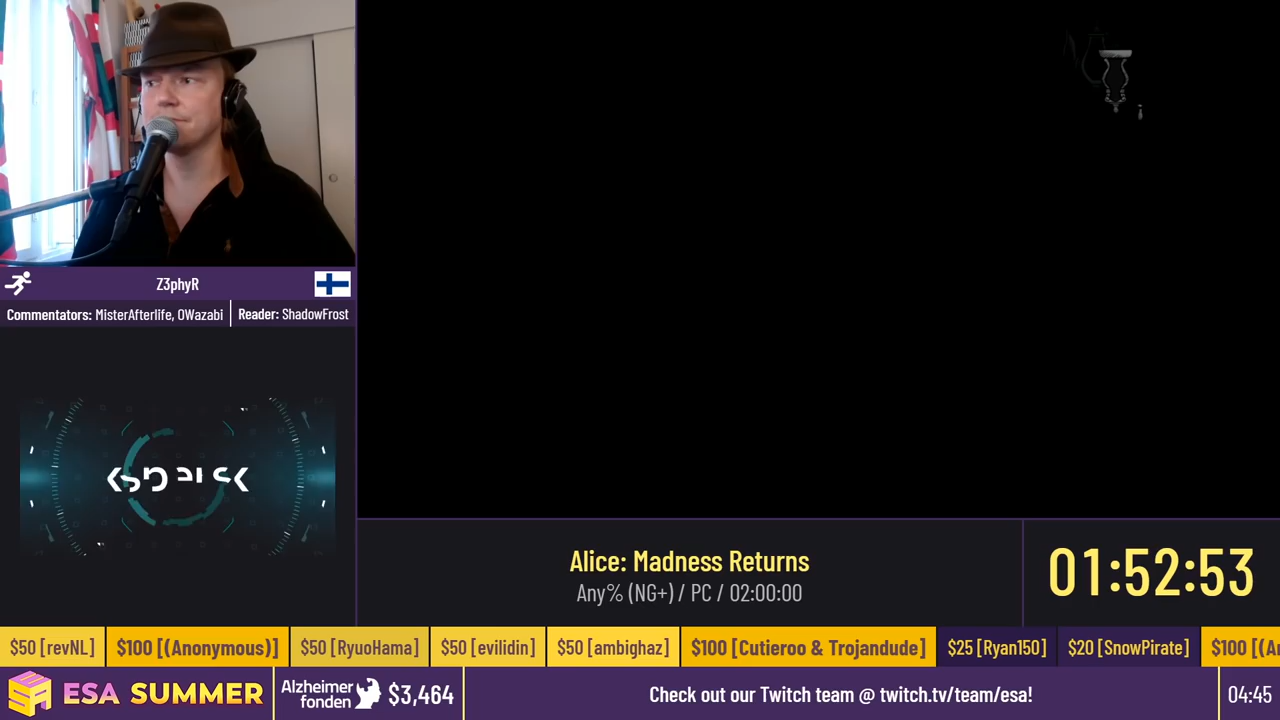 Z3phyR
Commentators: MisterAfterlife, OWazabi
Reader: ShadowFrost
Alice: Madness Returns
Any% (NG+) / PC / 02:00:00
01:52:53
$50 [revNL]
$100 [(Anonymous)]
$50 [RyuoHama]
$50 [evilidin]
$50 [ambighaz]
$100 [Cutieroo & Trojandude]
$25 [Ryan150]
$20 [SnowPirate]
$100 [(A
ESA SUMMER
Alzheimer
fonden
$3,464
Check out our Twitch team @ twitch.tv/team/esa!
04:45